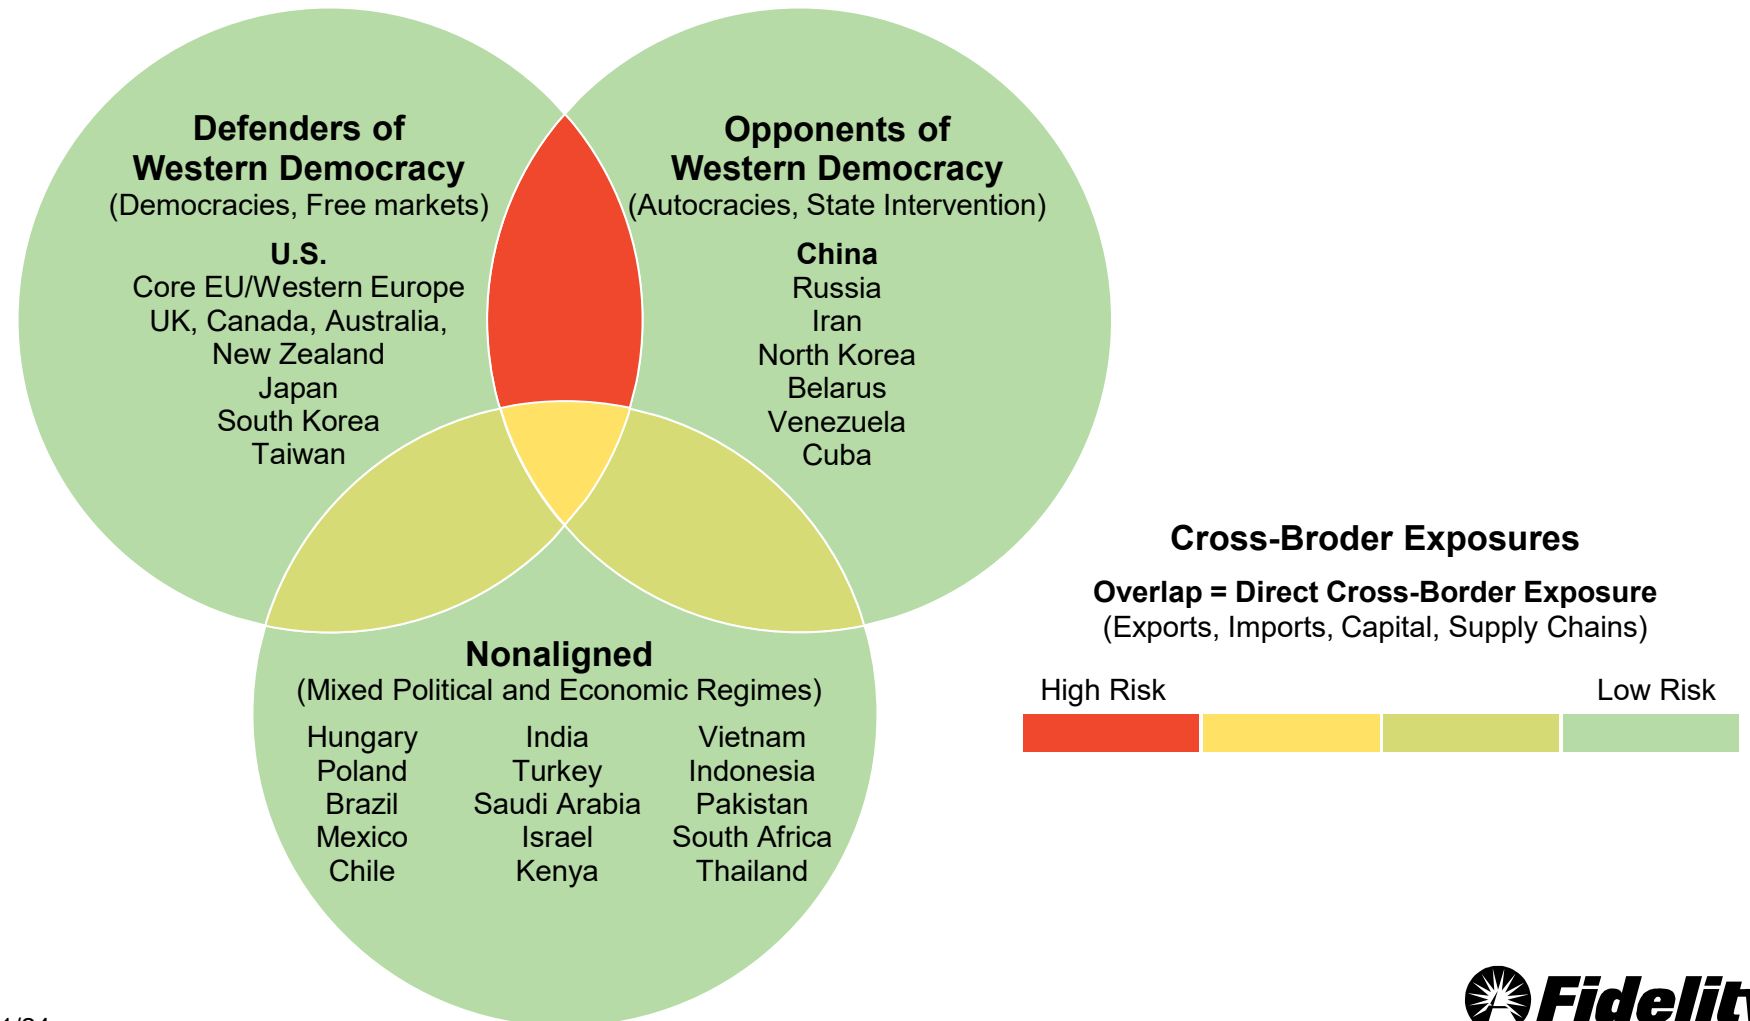 Defenders of
Western Democracy
(Democracies, Free markets)
U.S.
Core EU/Western Europe
UK, Canada, Australia,
New Zealand
Japan
South Korea
Taiwan
Opponents of
Western Democracy
(Autocracies, State Intervention)
China
Russia
Iran
North Korea
Belarus
Venezuela
Cuba
Nonaligned
(Mixed Political and Economic Regimes)
Hungary India Vietnam
Poland Turkey Indonesia
Brazil Saudi Arabia Pakistan
Mexico Israel South Africa
Chile Kenya Thailand
Cross-Broder Exposures
Overlap = Direct Cross-Border Exposure
(Exports, Imports, Capital, Supply Chains)
High Risk Low Risk
Fidelity